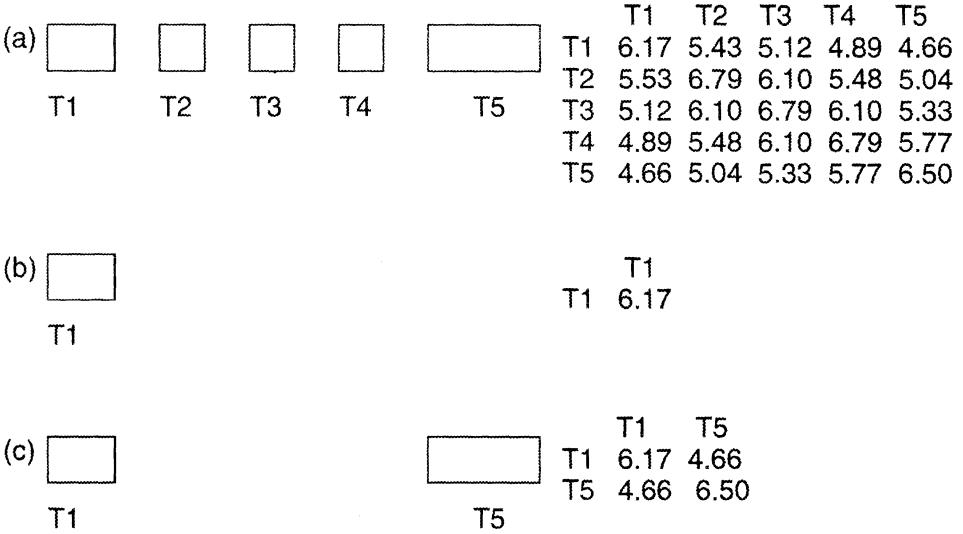 (a)
T1 T2 T3 T4 T5
T1 T2 T3 T4 T5
T1 6.17 5.43 5.12 4.89 4.66
T2 5.53 6.79 6.10 5.48 5.04
T3 5.12 6.10 6.79 6.10 5.33
T4 4.89 5.48 6.10 6.79 5.77
T5 4.66 5.04 5.33 5.77 6.50
(b)
T1
T1
T1 6.17
(c)
T1 T5
T1 T5
T1 6.17 4.66
T5 4.66 6.50